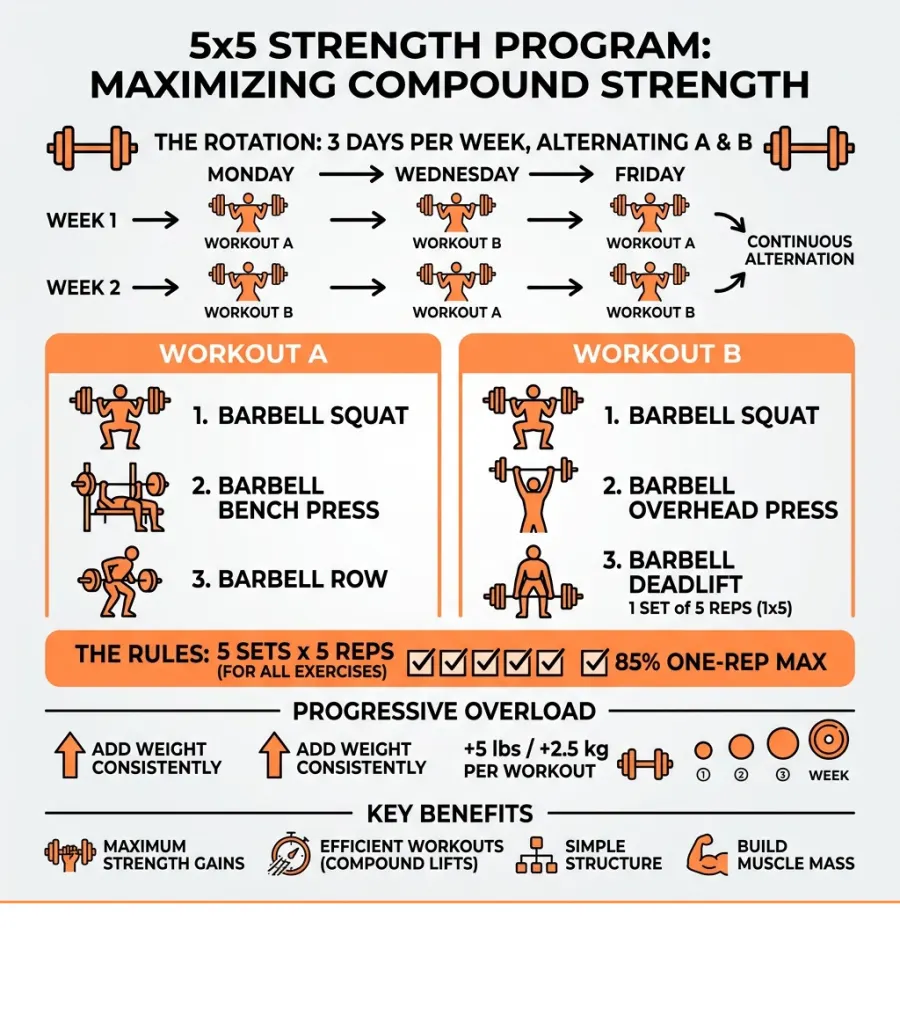 5x5 STRENGTH PROGRAM:
MAXIMIZING COMPOUND STRENGTH
THE ROTATION: 3 DAYS PER WEEK, ALTERNATING A & B
MONDAY WEDNESDAY FRIDAY
WEEK 1
WORKOUT A WORKOUT B WORKOUT A
CONTINUOUS
ALTERNATION
WEEK 2
WORKOUT B WORKOUT A WORKOUT B
WORKOUT A
1. BARBELL SQUAT
2. BARBELL
BENCH PRESS
3. BARBELL ROW
WORKOUT B
1. BARBELL SQUAT
2. BARBELL
OVERHEAD PRESS
3. BARBELL
DEADLIFT
1 SET of 5 REPS (1x5)
THE RULES: 5 SETS x 5 REPS
(FOR ALL EXERCISES)
85% ONE-REP MAX
PROGRESSIVE OVERLOAD
ADD WEIGHT
CONSISTENTLY
ADD WEIGHT
CONSISTENTLY
+5 lbs / +2.5 kg
PER WORKOUT
1 2 3 WEEK
KEY BENEFITS
MAXIMUM
STRENGTH GAINS
EFFICIENT WORKOUTS
(COMPOUND LIFTS)
SIMPLE
STRUCTURE
BUILD
MUSCLE MASS